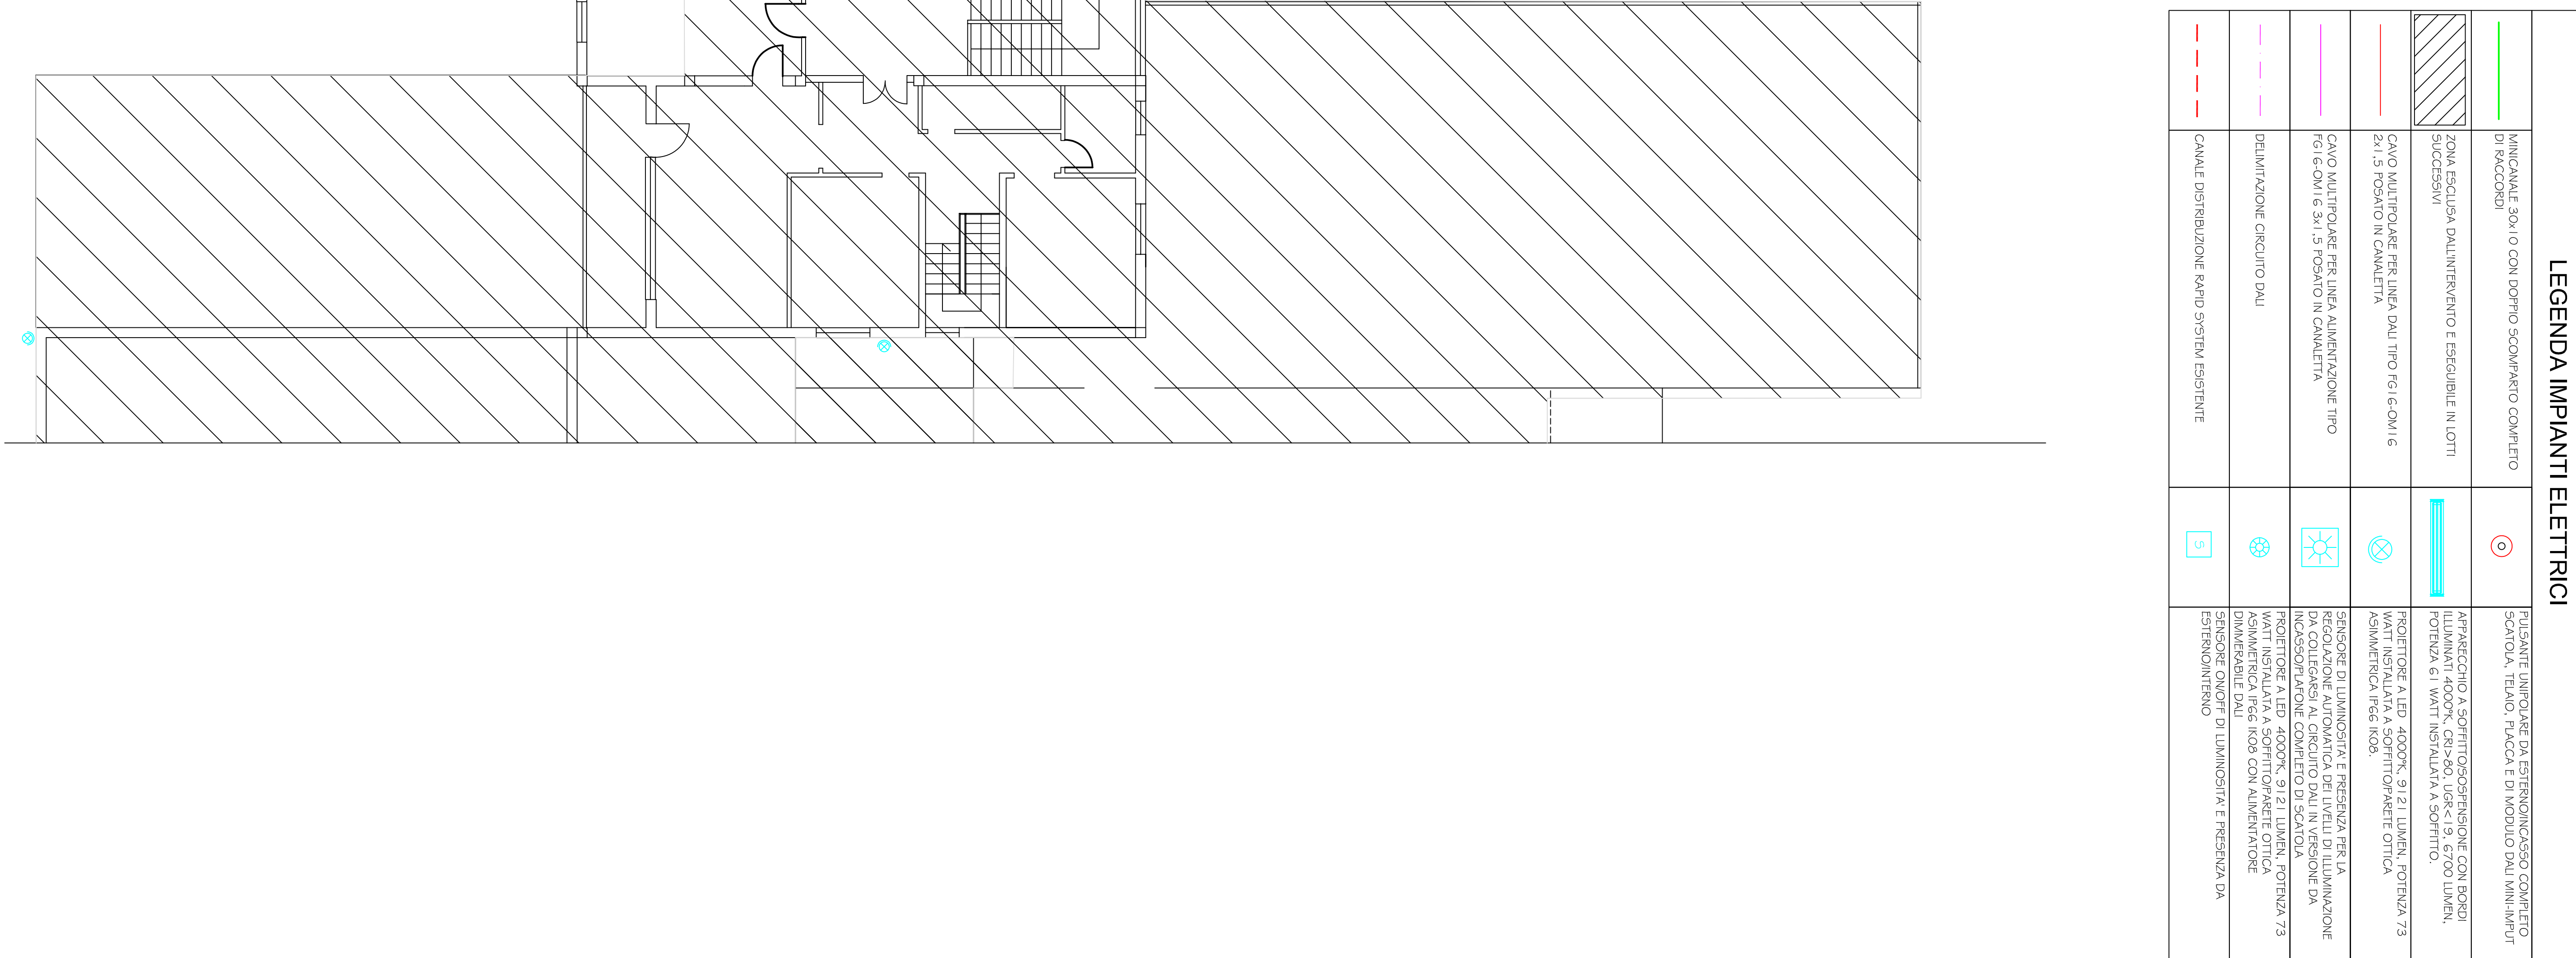 LEGENDA IMPIANTI ELETTRICI
MINICANALE 30x10 CON DOPPIO SCOMPARTO COMPLETO
DI RACCORDI
PULSANTE UNIPOLARE DA ESTERNO/INCASSO COMPLETO
SCATOLA, TELAIO, PLACCA E DI MODULO DALI MINI-IMPUT
ZONA ESCLUSA DALL'INTERVENTO E ESEGUIBILE IN LOTTI
SUCCESSIVI
APPARECCHIO A SOFFITTO/SOSPENSIONE CON BORDI
ILLUMINATI 4000°K, CRI>80, UGR<19, 6700 LUMEN,
POTENZA 61 WATT INSTALLATA A SOFFITTO.
CAVO MULTIPOLARE PER LINEA DALI TIPO FG16-OM16
2x1,5 POSATO IN CANALETTA
PROIETTORE A LED 4000°K, 9121 LUMEN, POTENZA 73
WATT INSTALLATA A SOFFITTO/PARETE OTTICA
ASIMMETRICA IP66 IK08.
CAVO MULTIPOLARE PER LINEA ALIMENTAZIONE TIPO
FG16-OM16 3x1,5 POSATO IN CANALETTA
SENSORE DI LUMINOSITA' E PRESENZA PER LA
REGOLAZIONE AUTOMATICA DEI LIVELLI DI ILLUMINAZIONE
DA COLLEGARSI AL CIRCUITO DALI IN VERSIONE DA
INCASSO/PLAFONE COMPLETO DI SCATOLA
DELIMITAZIONE CIRCUITO DALI
PROIETTORE A LED 4000°K, 9121 LUMEN, POTENZA 73
WATT INSTALLATA A SOFFITTO/PARETE OTTICA
ASIMMETRICA IP66 IK08 CON ALIMENTATORE
DIMMERABILE DALI
CANALE DISTRIBUZIONE RAPID SYSTEM ESISTENTE
S
SENSORE ON/OFF DI LUMINOSITA' E PRESENZA DA
ESTERNO/INTERNO